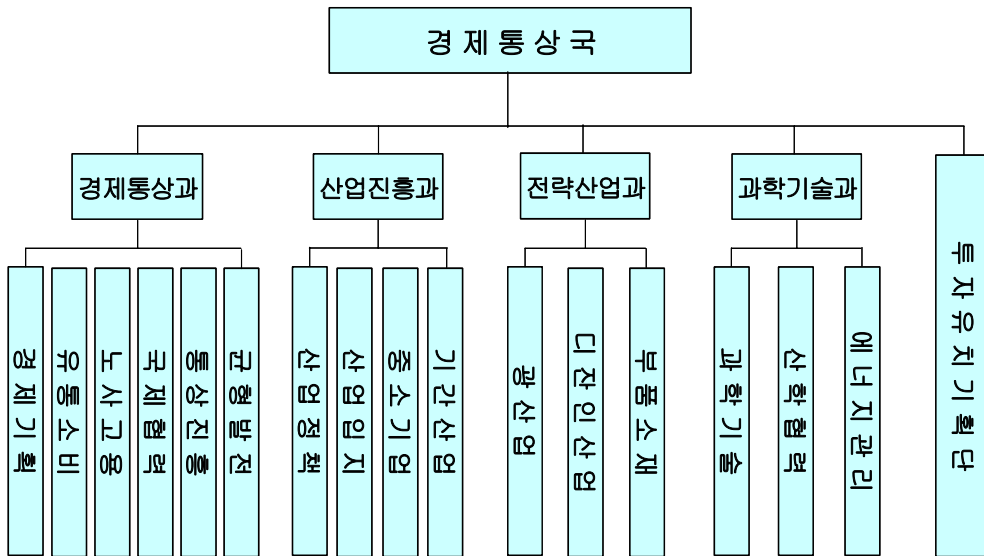 경 제 통 상 국
경제통상과
산업진흥과
전략산업과
과학기술과
투자유치기획단
경제기획
유통소비
노사고용
국제협력
통상진흥
균형발전
산업정책
산업입지
중소기업
기간산업
광산업
디자인산업
부품소재
과학기술
산학협력
에너지관리